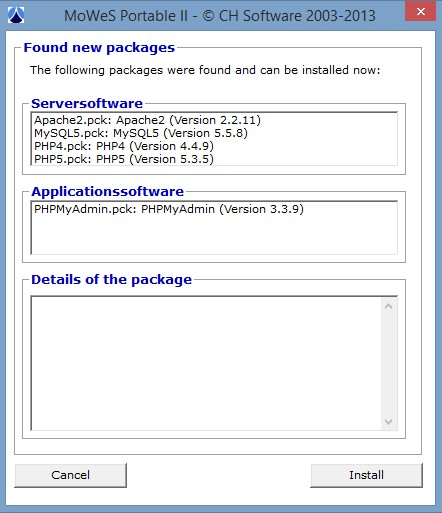 MoWeS Portable II - © CH Software 2003-2013
Found new packages
The following packages were found and can be installed now:
Serversoftware
Apache2.pck: Apache2 (Version 2.2.11)
MySQL5.pck: MySQL5 (Version 5.5.8)
PHP4.pck: PHP4 (Version 4.4.9)
PHP5.pck: PHP5 (Version 5.3.5)
Applicationssoftware
PHPMyAdmin.pck: PHPMyAdmin (Version 3.3.9)
Details of the package
Cancel
Install